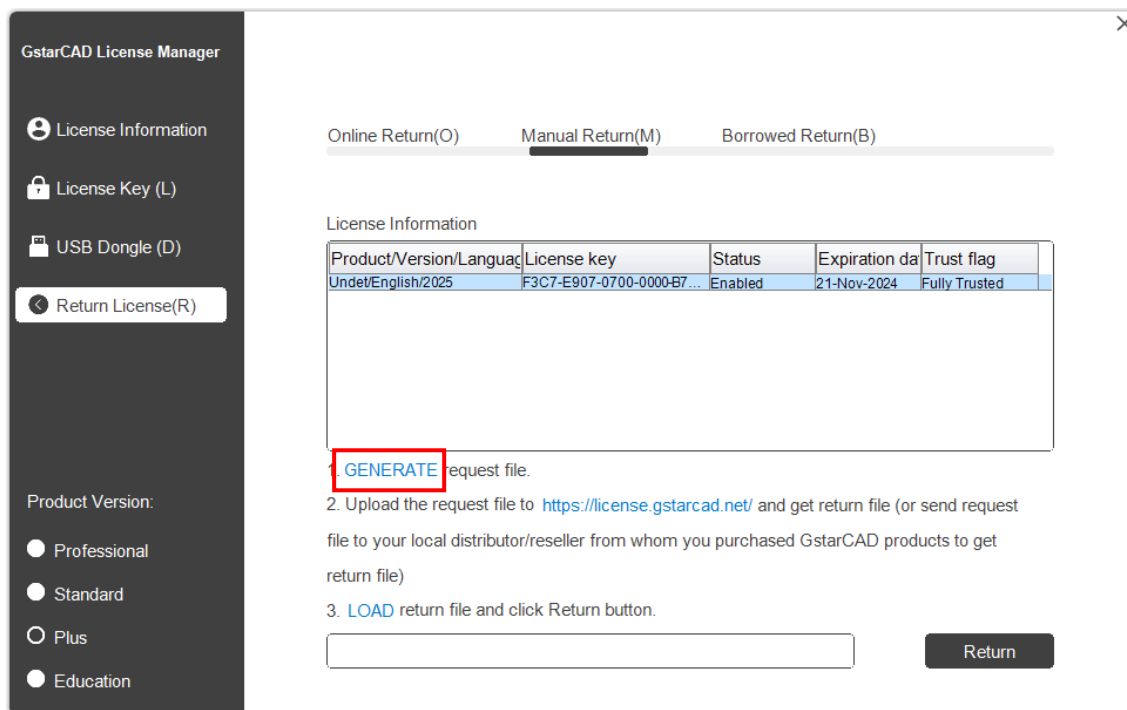 GstarCAD License Manager
License Information
License Key (L)
USB Dongle (D)
Return License(R)
Product Version:
Professional
Standard
Plus
Education
Online Return(O) Manual Return(M) Borrowed Return(B)
License Information
Product/Version/Languag License key Status Expiration da Trust flag
Undet/English/2025 F3C7-E907-0700-0000-B7... Enabled 21-Nov-2024 Fully Trusted
1. GENERATE request file.
2. Upload the request file to https://license.gstarcad.net/ and get return file (or send request
file to your local distributor/reseller from whom you purchased GstarCAD products to get
return file)
3. LOAD return file and click Return button.
Return